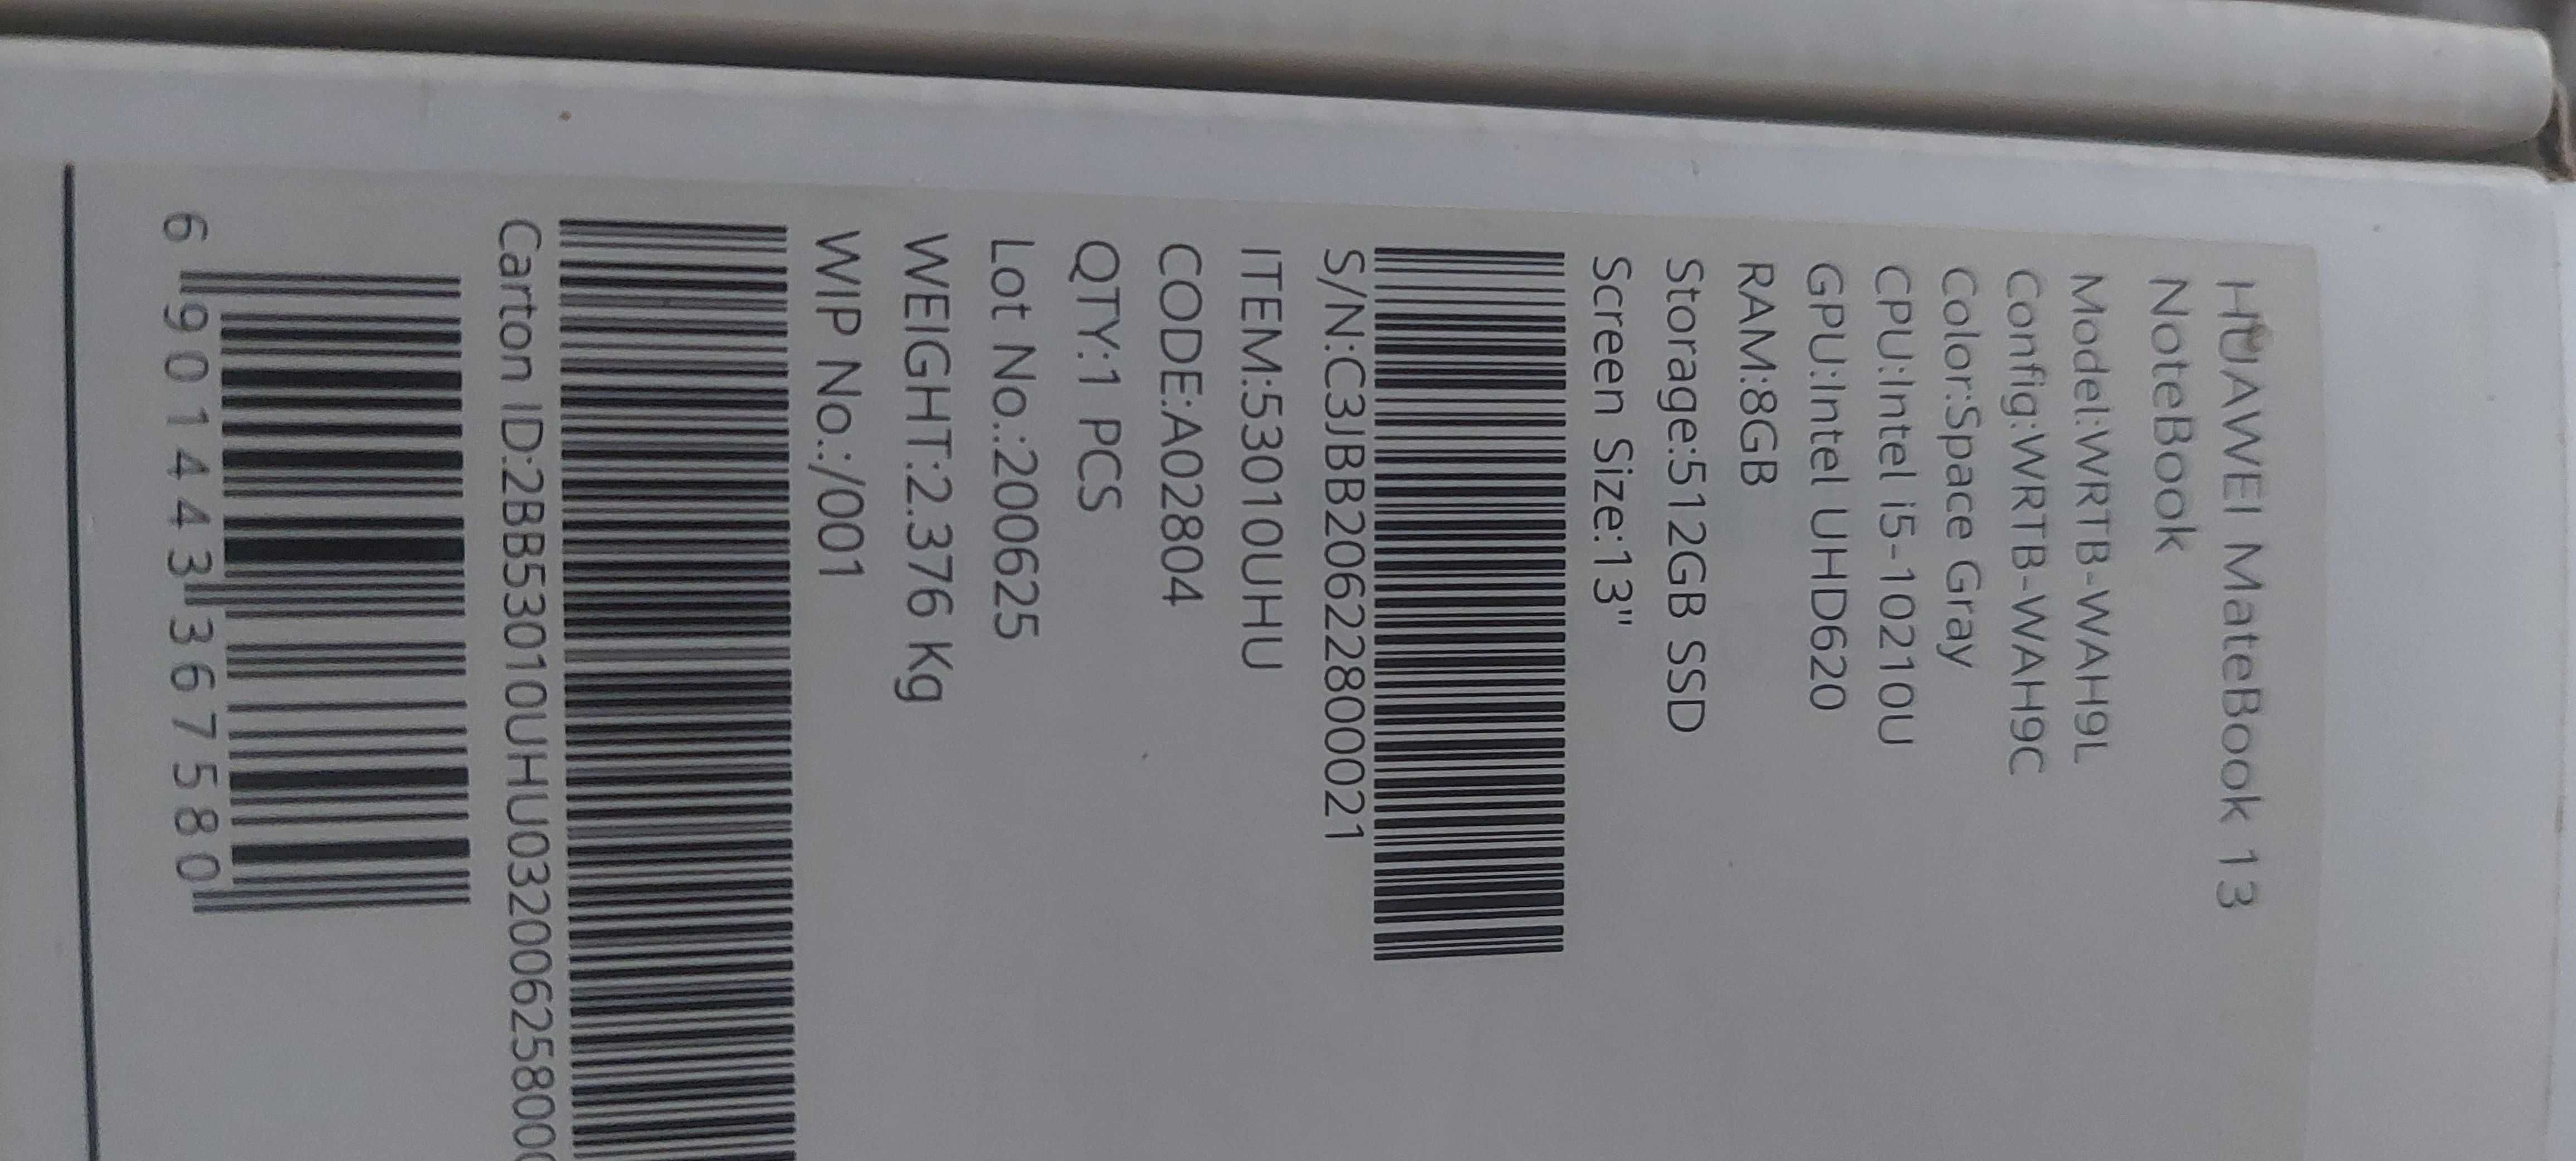 HUAWEI MateBook 13
NoteBook
Model:WRTB-WAH9L
Config:WRTB-WAH9C
Color:Space Gray
CPU:Intel i5-10210U
GPU:Intel UHD620
RAM:8GB
Storage:512GB SSD
Screen Size:13"
S/N:C3JBB20622800021
ITEM:53010UHU
CODE:A02804
QTY:1 PCS
Lot No.:200625
WEIGHT:2.376 Kg
WIP No.:/001
Carton ID:2BB53010UHU03200625800
6 901443 367580